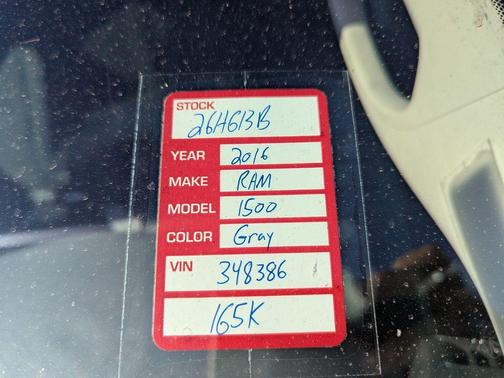 STOCK
26H613B
YEAR 2016
MAKE RAM
MODEL 1500
COLOR Gray
VIN 348386
165K